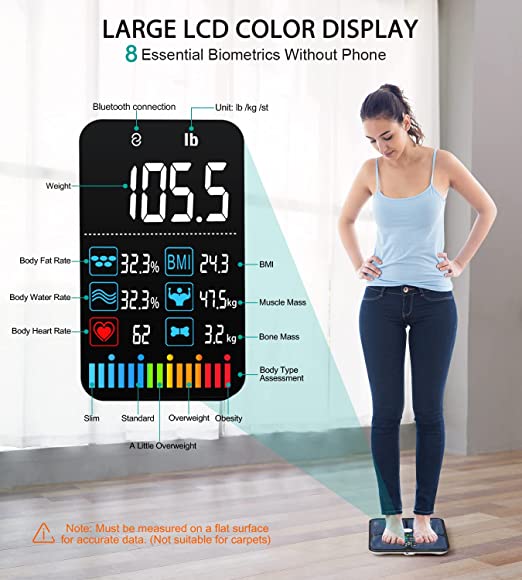 LARGE LCD COLOR DISPLAY
8 Essential Biometrics Without Phone
Bluetooth connection
Unit: lb /kg /st
lb
Weight
105.5
Body Fat Rate
32.3%
BMI
24.3
BMI
Body Water Rate
32.3%
47.5kg
Muscle Mass
Body Heart Rate
62
3.2 kg
Bone Mass
Body Type
Assessment
Slim
Standard
Overweight
Obesity
A Little Overweight
Note: Must be measured on a flat surface
for accurate data. (Not suitable for carpets)